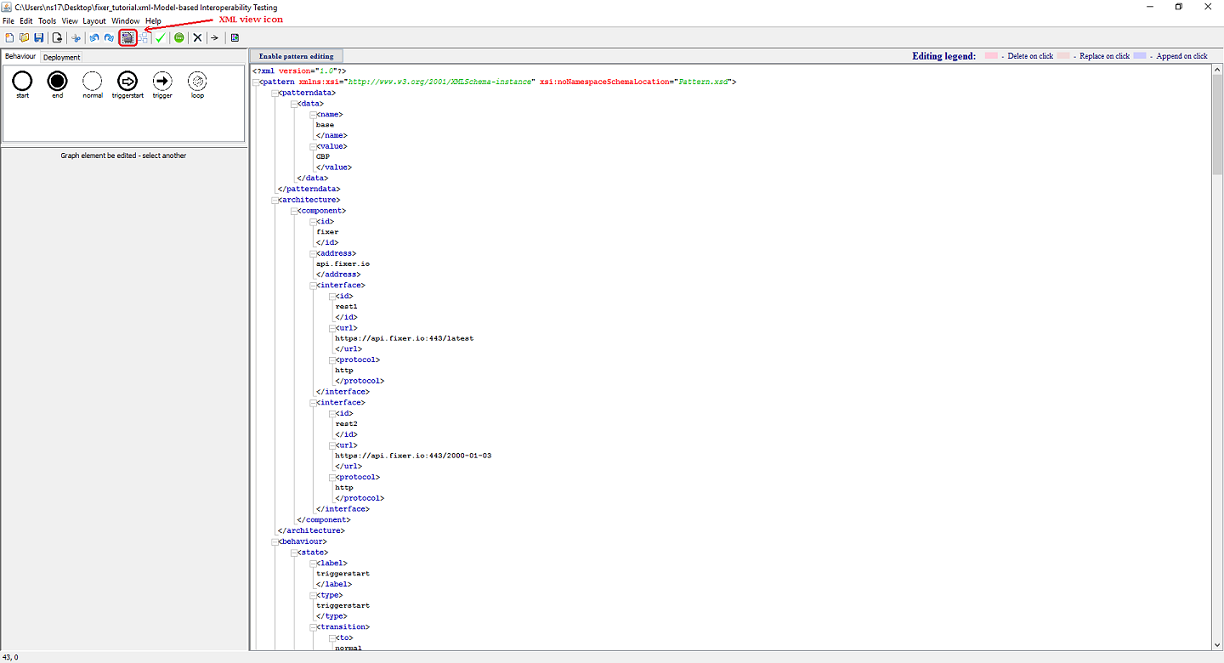 C:\Users\ns17\Desktop\fixer_tutorial.xml-Model-based Interoperability Testing
File Edit Tools View Layout Window Help
XML view icon
Behaviour Deployment
start end normal triggerstart trigger loop
Graph element be edited - select another
Enable pattern editing
Editing legend: - Delete on click - Replace on click - Append on click
<?xml version="1.0"?>
<pattern xmlns:xsi="http://www.w3.org/2001/XMLSchema-instance" xsi:noNamespaceSchemaLocation="Pattern.xsd">
<patterndata>
<data>
<name>
base
</name>
<value>
GBP
</value>
</data>
</patterndata>
<architecture>
<component>
<id>
fixer
</id>
<address>
api.fixer.io
</address>
<interface>
<id>
rest1
</id>
<url>
https://api.fixer.io:443/latest
</url>
<protocol>
http
</protocol>
</interface>
<interface>
<id>
rest2
</id>
<url>
https://api.fixer.io:443/2000-01-03
</url>
<protocol>
http
</protocol>
</interface>
</component>
</architecture>
<behaviour>
<state>
<label>
triggerstart
</label>
<type>
triggerstart
</type>
<transition>
<to>
normal
43, 0